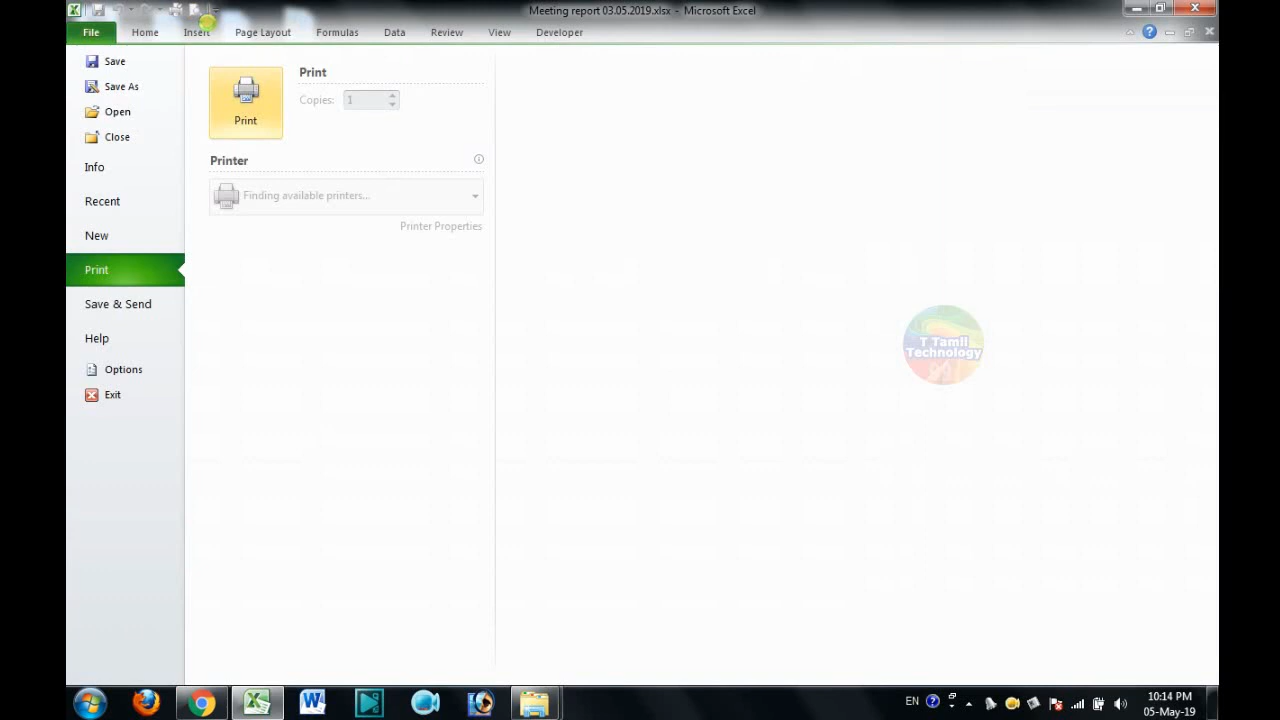 Meeting report 03.05.2019.xlsx - Microsoft Excel
File Home Insert Page Layout Formulas Data Review View Developer
Save
Save As
Open
Close
Info
Recent
New
Print
Save & Send
Help
Options
Exit
Print
Print
Copies: 1
Printer
Finding available printers...
Printer Properties
T Tamil
Technology
EN
10:14 PM
05-May-19